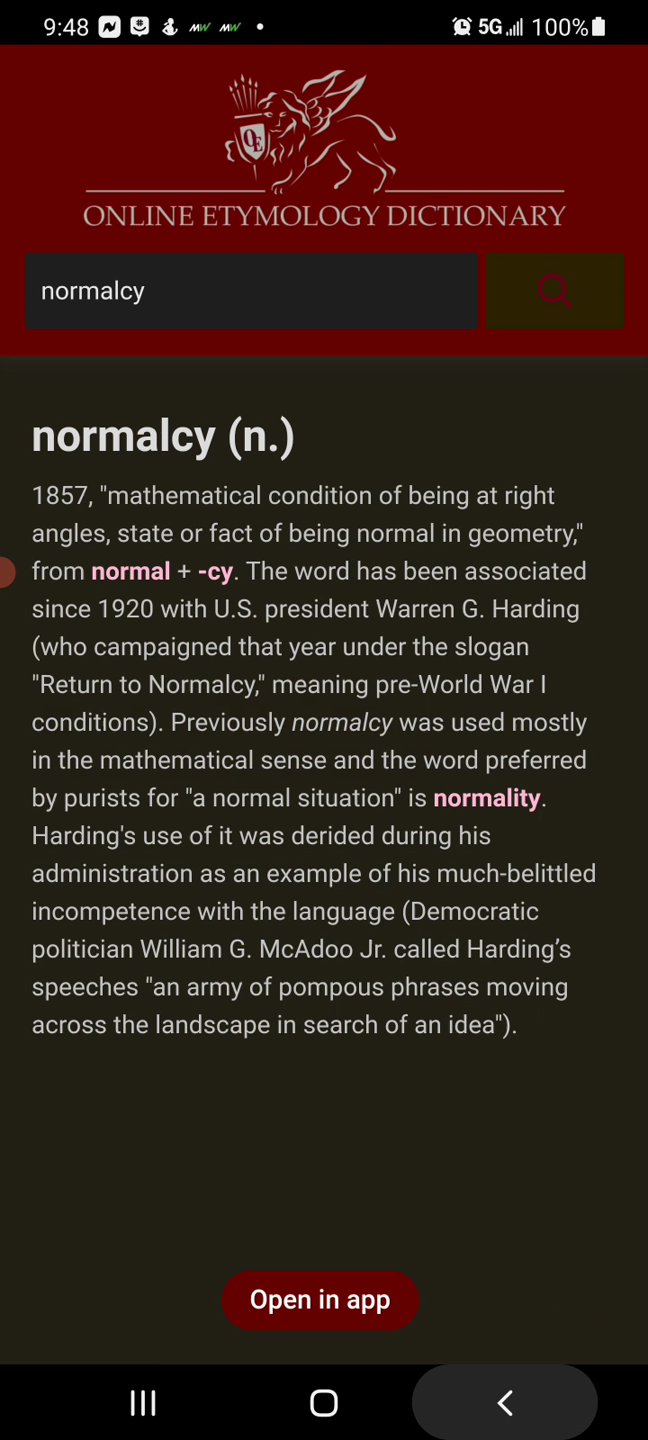 9:48 MW MW 5G 100%
OE
ONLINE ETYMOLOGY DICTIONARY
normalcy
normalcy (n.)
1857, "mathematical condition of being at right
angles, state or fact of being normal in geometry,"
from normal + -cy. The word has been associated
since 1920 with U.S. president Warren G. Harding
(who campaigned that year under the slogan
"Return to Normalcy," meaning pre-World War I
conditions). Previously normalcy was used mostly
in the mathematical sense and the word preferred
by purists for "a normal situation" is normality.
Harding's use of it was derided during his
administration as an example of his much-belittled
incompetence with the language (Democratic
politician William G. McAdoo Jr. called Harding’s
speeches "an army of pompous phrases moving
across the landscape in search of an idea").
Open in app